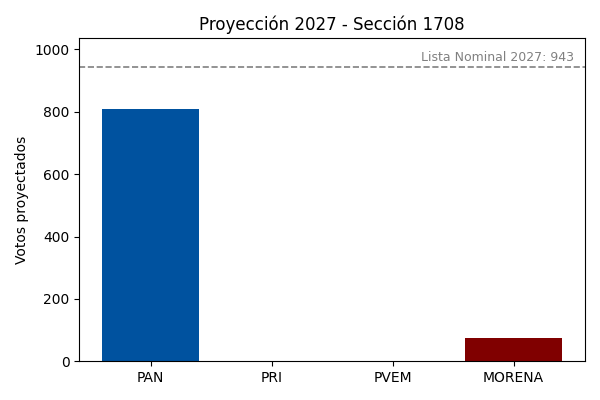 Proyección 2027 - Sección 1708
Votos proyectados
1000
800
600
400
200
0
Lista Nominal 2027: 943
PAN PRI PVEM MORENA